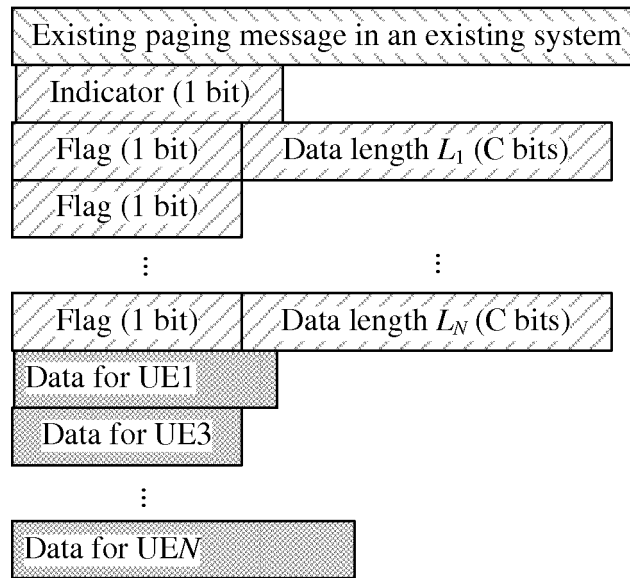 Existing paging message in an existing system
Indicator (1 bit)
Flag (1 bit) Data length L₁ (C bits)
Flag (1 bit)
⋮ ⋮
Flag (1 bit) Data length L_N (C bits)
Data for UE1
Data for UE3
⋮
Data for UEN